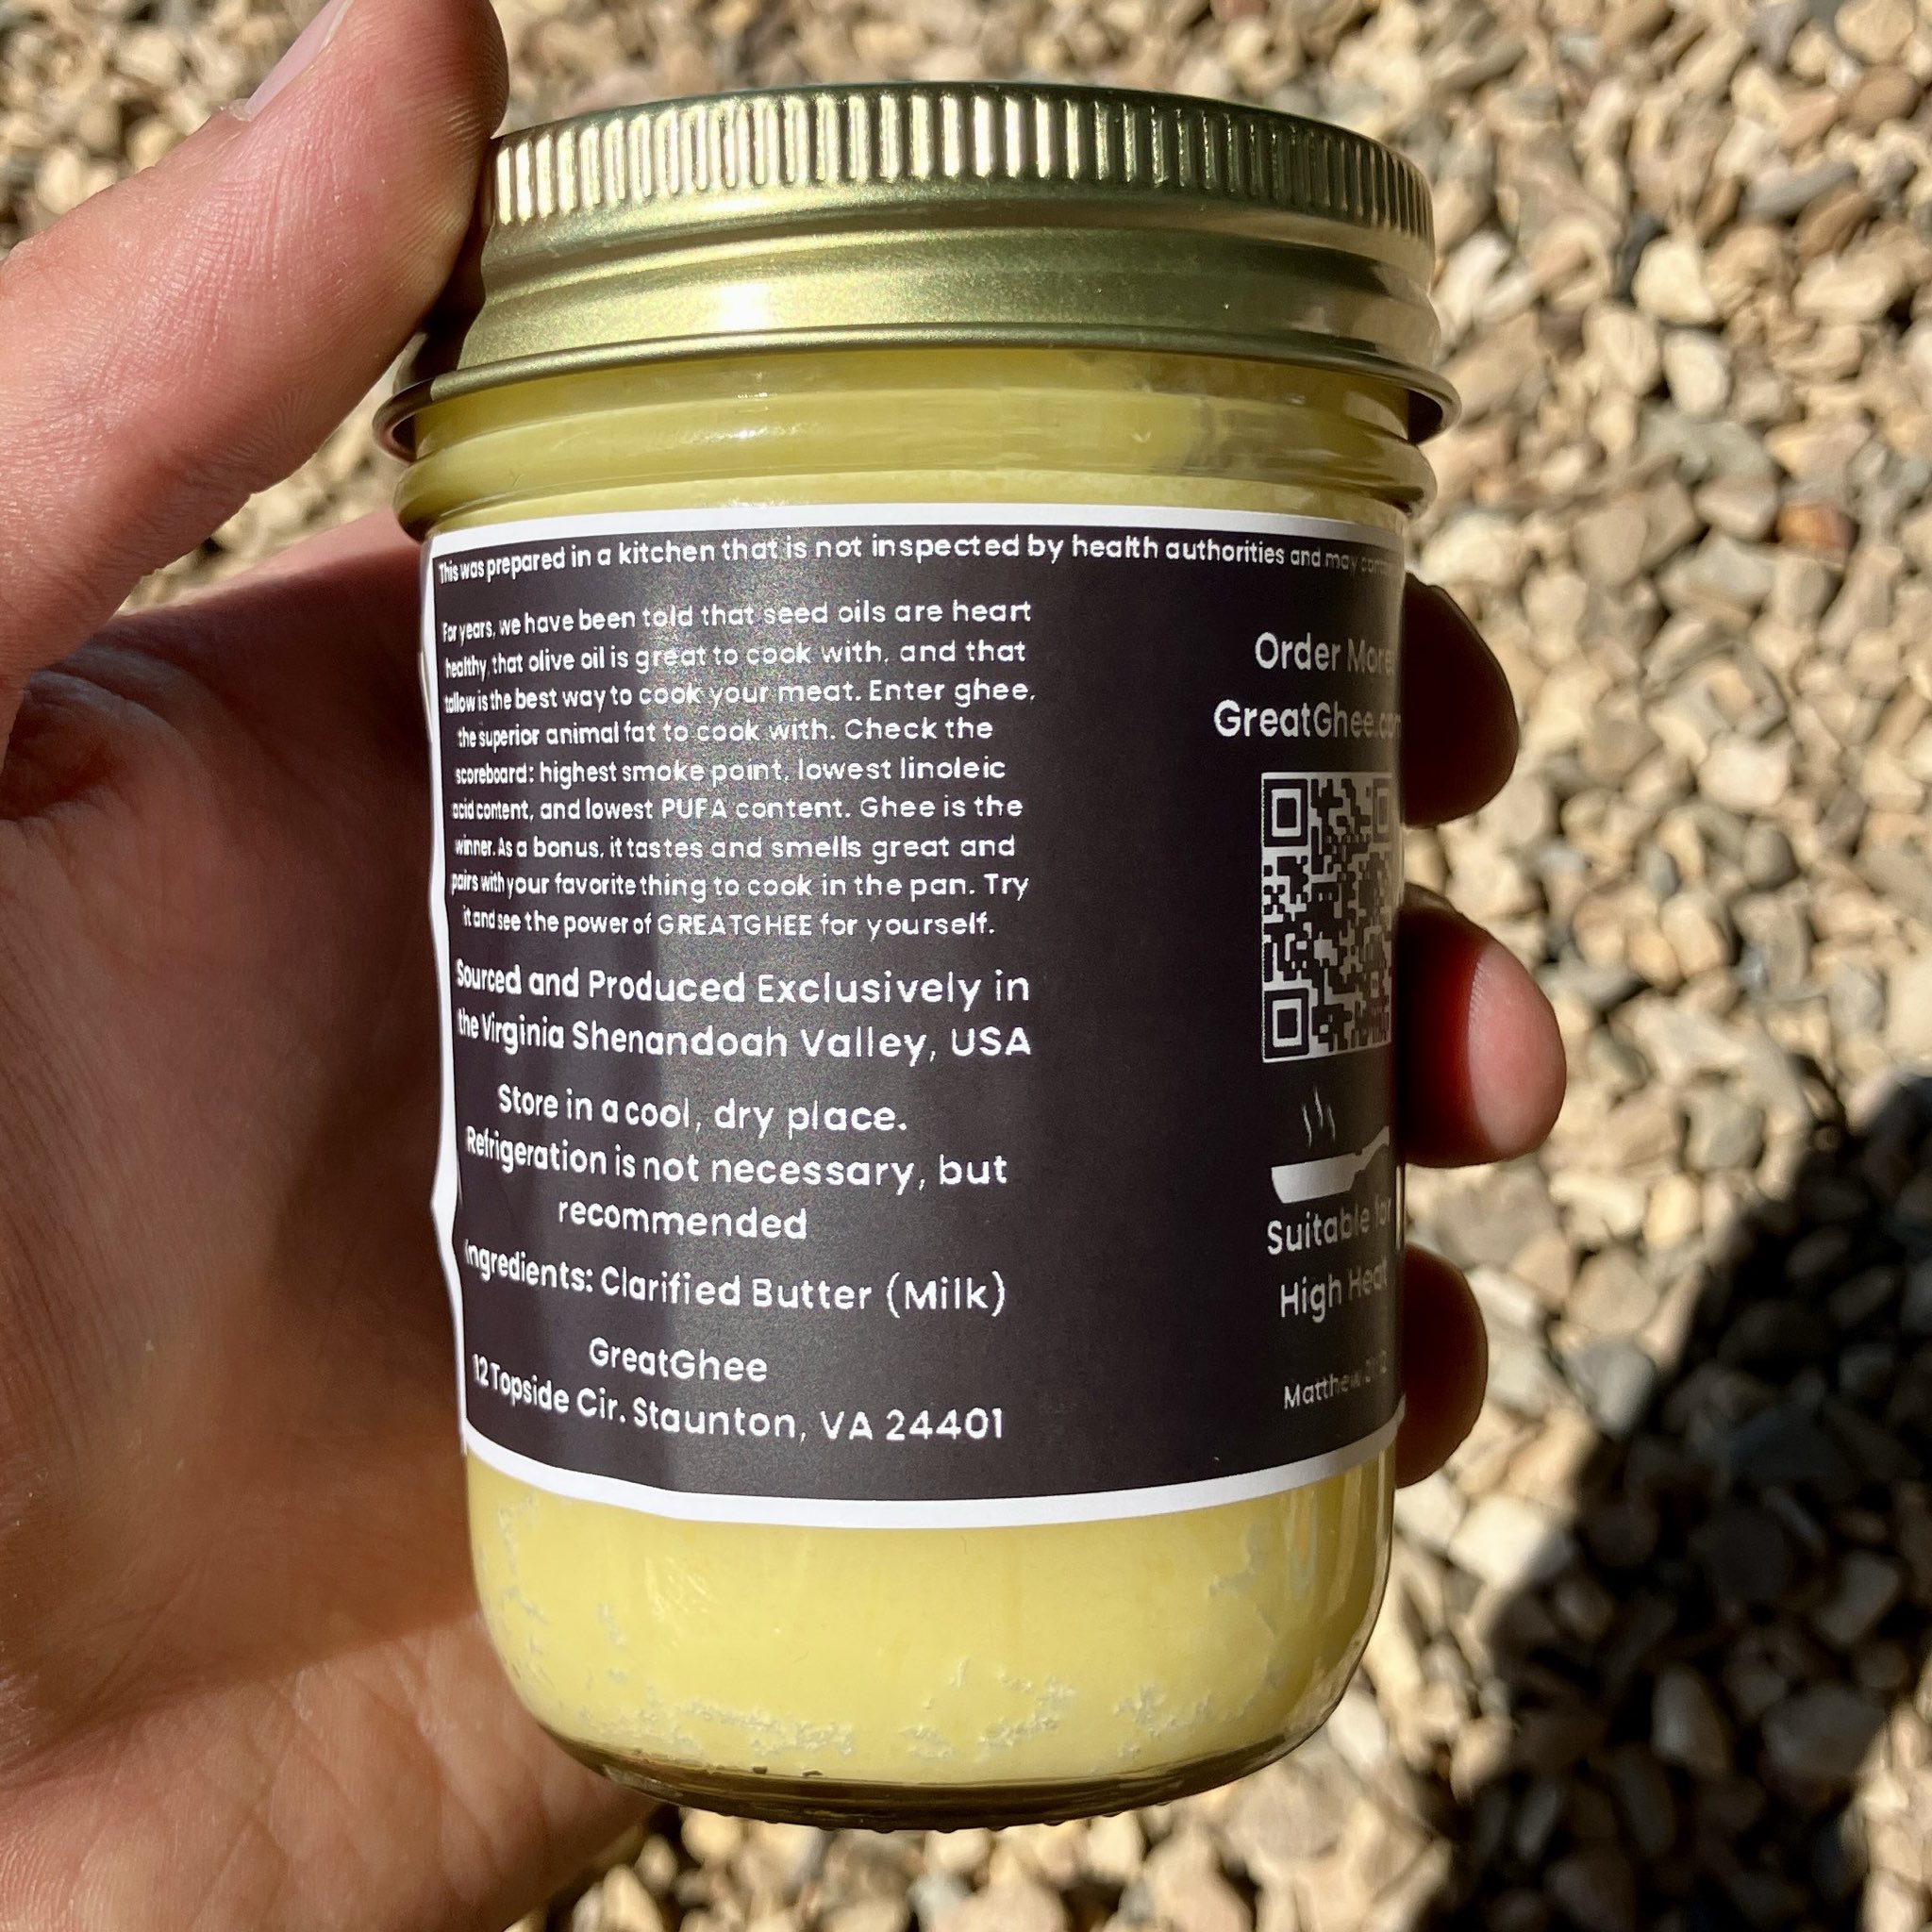 This was prepared in a kitchen that is not inspected by health authorities and may
For years, we have been told that seed oils are heart
healthy, that olive oil is great to cook with, and that
tallow is the best way to cook your meat. Enter ghee,
the superior animal fat to cook with. Check the
scoreboard: highest smoke point, lowest linoleic
acid content, and lowest PUFA content. Ghee is the
winner. As a bonus, it tastes and smells great and
pairs with your favorite thing to cook in the pan. Try
it and see the power of GREATGHEE for yourself.
Sourced and Produced Exclusively in
the Virginia Shenandoah Valley, USA
Store in a cool, dry place.
Refrigeration is not necessary, but
recommended
Ingredients: Clarified Butter (Milk)
GreatGhee
12 Topside Cir. Staunton, VA 24401
Order More
GreatGhee.com
Suitable for
High Heat
Matthew